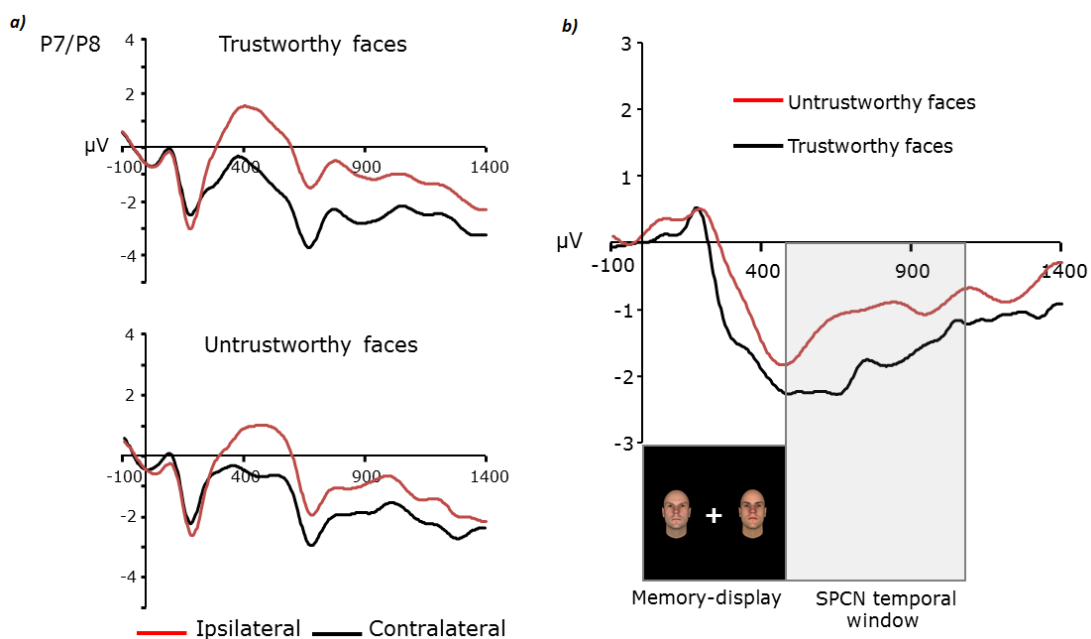 a)
P7/P8
Trustworthy faces
4
2
µV
-100
400
900
1400
-2
-4
Untrustworthy faces
4
2
-100
400
900
1400
-2
-4
Ipsilateral
Contralateral
b)
3
2
Untrustworthy faces
Trustworthy faces
1
µV
-100
400
900
1400
-1
-2
-3
Memory-display
SPCN temporal
window